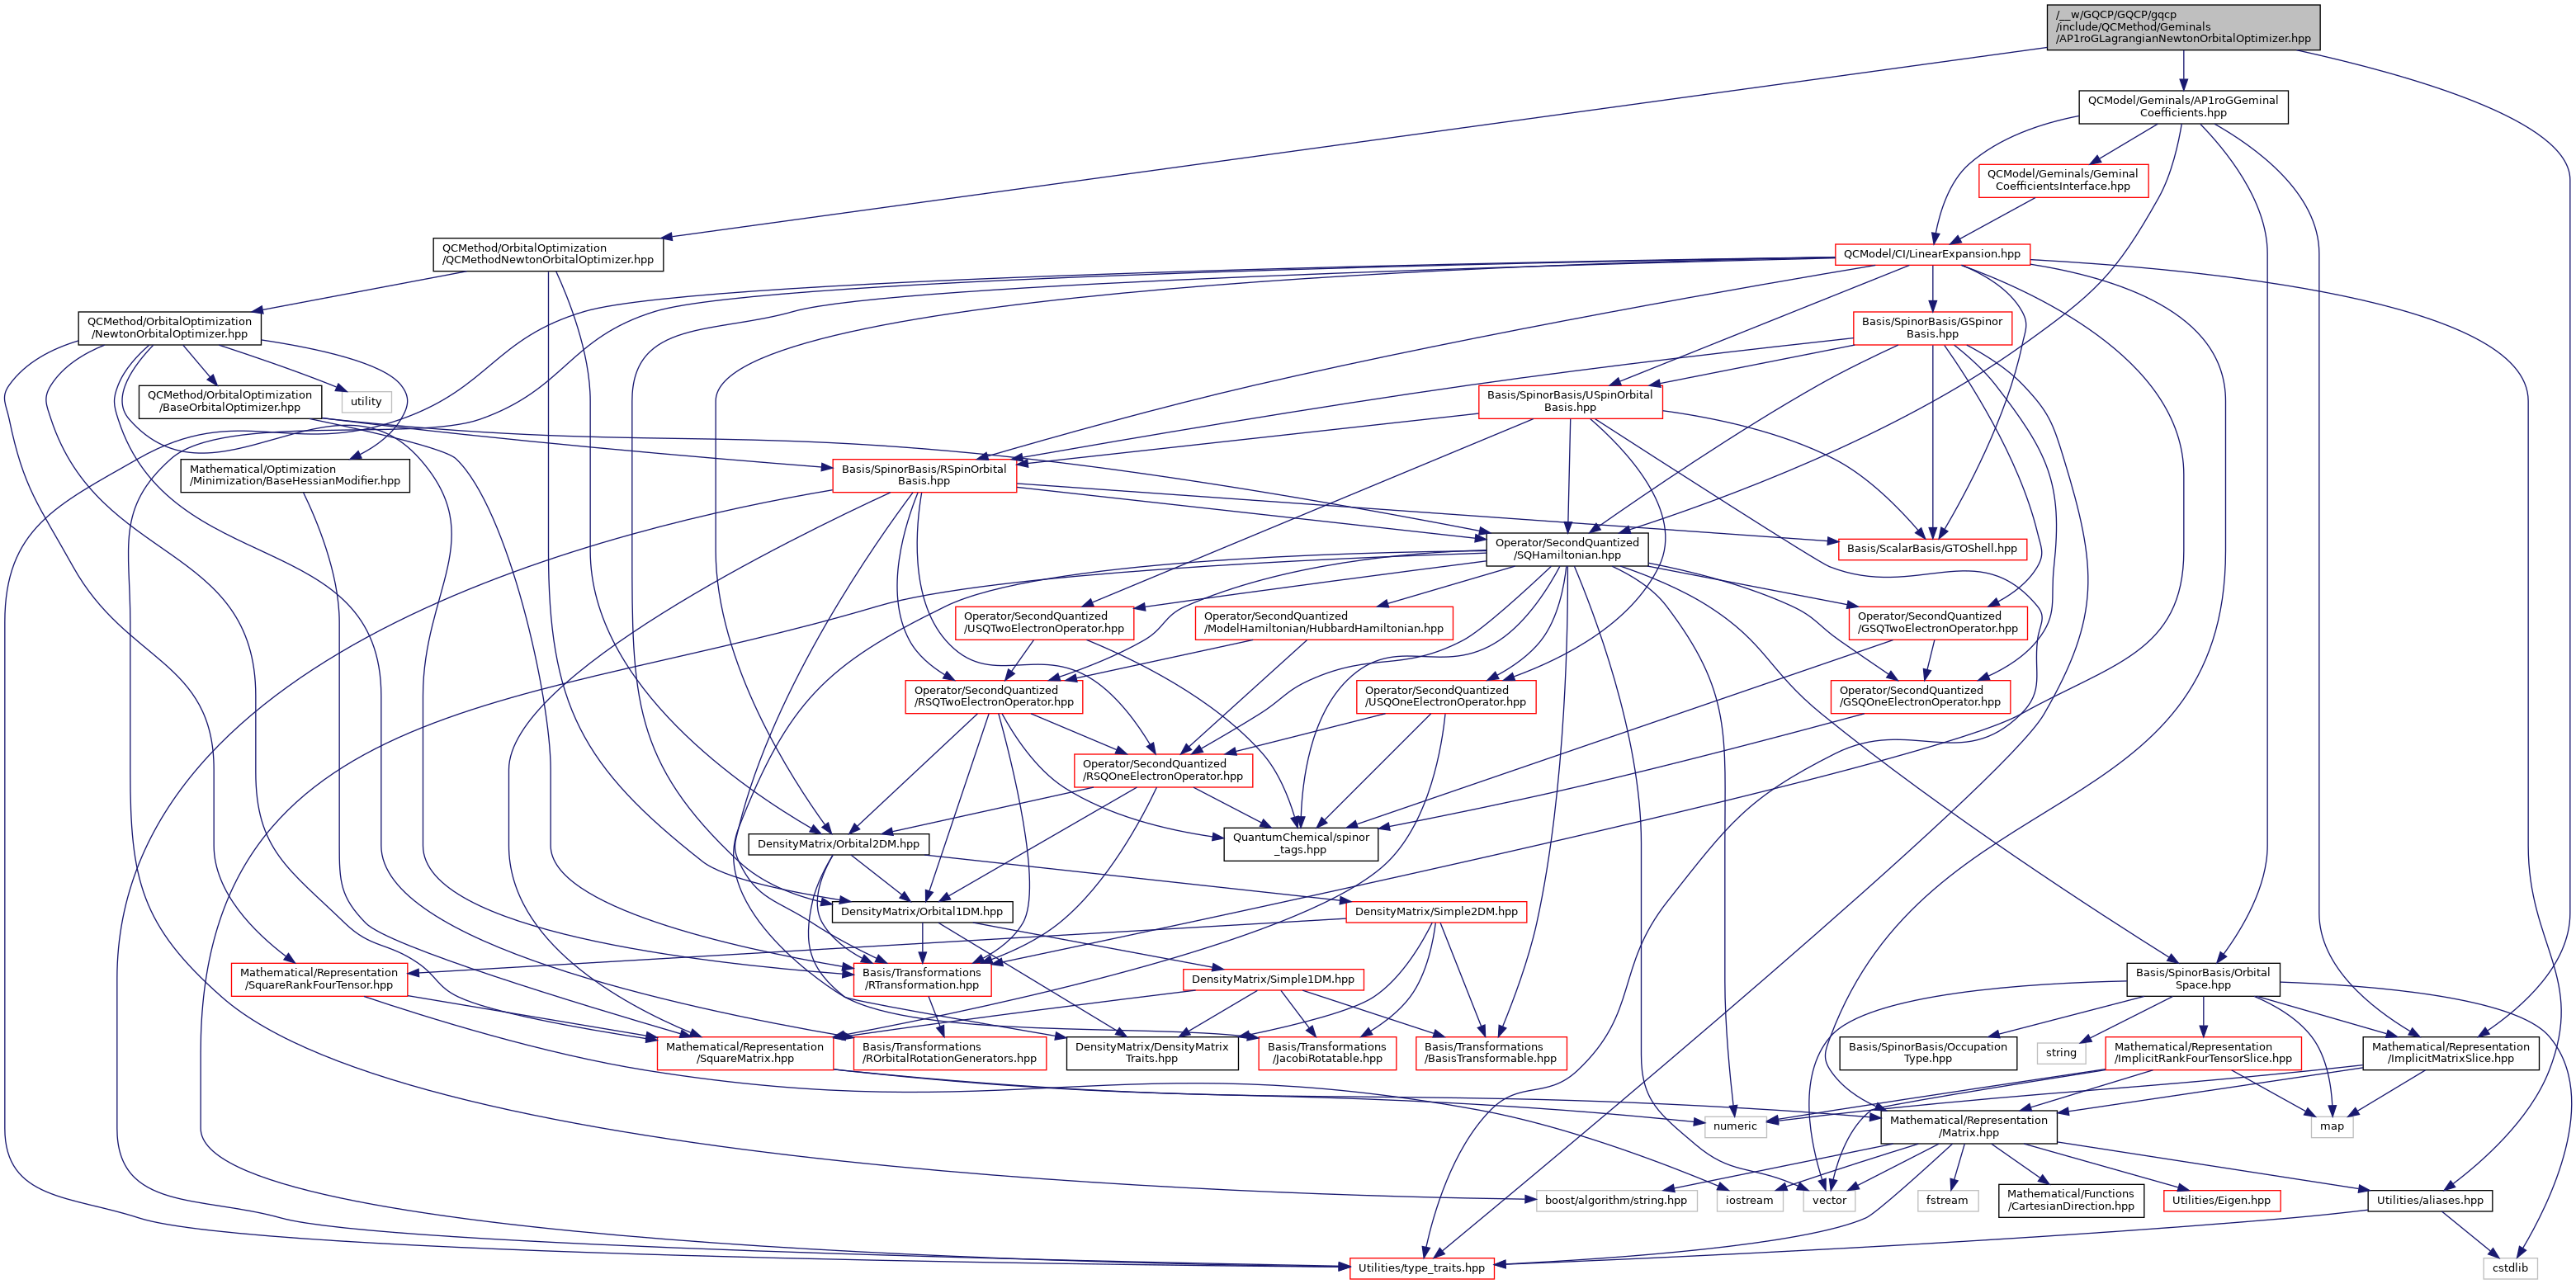 /__w/GQCP/GQCP/gqcp
/include/QCMethod/Geminals
/AP1roGLagrangianNewtonOrbitalOptimizer.hpp
QCModel/Geminals/AP1roGGeminal
Coefficients.hpp
QCModel/Geminals/Geminal
CoefficientsInterface.hpp
QCMethod/OrbitalOptimization
/QCMethodNewtonOrbitalOptimizer.hpp
QCModel/CI/LinearExpansion.hpp
QCMethod/OrbitalOptimization
/NewtonOrbitalOptimizer.hpp
Basis/SpinorBasis/GSpinor
Basis.hpp
QCMethod/OrbitalOptimization
/BaseOrbitalOptimizer.hpp
utility
Basis/SpinorBasis/USpinOrbital
Basis.hpp
Mathematical/Optimization
/Minimization/BaseHessianModifier.hpp
Basis/SpinorBasis/RSpinOrbital
Basis.hpp
Operator/SecondQuantized
/SQHamiltonian.hpp
Basis/ScalarBasis/GTOShell.hpp
Operator/SecondQuantized
/USQTwoElectronOperator.hpp
Operator/SecondQuantized
/ModelHamiltonian/HubbardHamiltonian.hpp
Operator/SecondQuantized
/GSQTwoElectronOperator.hpp
Operator/SecondQuantized
/RSQTwoElectronOperator.hpp
Operator/SecondQuantized
/USQOneElectronOperator.hpp
Operator/SecondQuantized
/GSQOneElectronOperator.hpp
Operator/SecondQuantized
/RSQOneElectronOperator.hpp
DensityMatrix/Orbital2DM.hpp
QuantumChemical/spinor
_tags.hpp
DensityMatrix/Orbital1DM.hpp
DensityMatrix/Simple2DM.hpp
Mathematical/Representation
/SquareRankFourTensor.hpp
Basis/Transformations
/RTransformation.hpp
DensityMatrix/Simple1DM.hpp
Basis/SpinorBasis/Orbital
Space.hpp
Mathematical/Representation
/SquareMatrix.hpp
Basis/Transformations
/ROrbitalRotationGenerators.hpp
DensityMatrix/DensityMatrix
Traits.hpp
Basis/Transformations
/JacobiRotatable.hpp
Basis/Transformations
/BasisTransformable.hpp
Basis/SpinorBasis/Occupation
Type.hpp
string
Mathematical/Representation
/ImplicitRankFourTensorSlice.hpp
Mathematical/Representation
/ImplicitMatrixSlice.hpp
numeric
Mathematical/Representation
/Matrix.hpp
map
boost/algorithm/string.hpp
iostream
vector
fstream
Mathematical/Functions
/CartesianDirection.hpp
Utilities/Eigen.hpp
Utilities/aliases.hpp
Utilities/type_traits.hpp
cstdlib